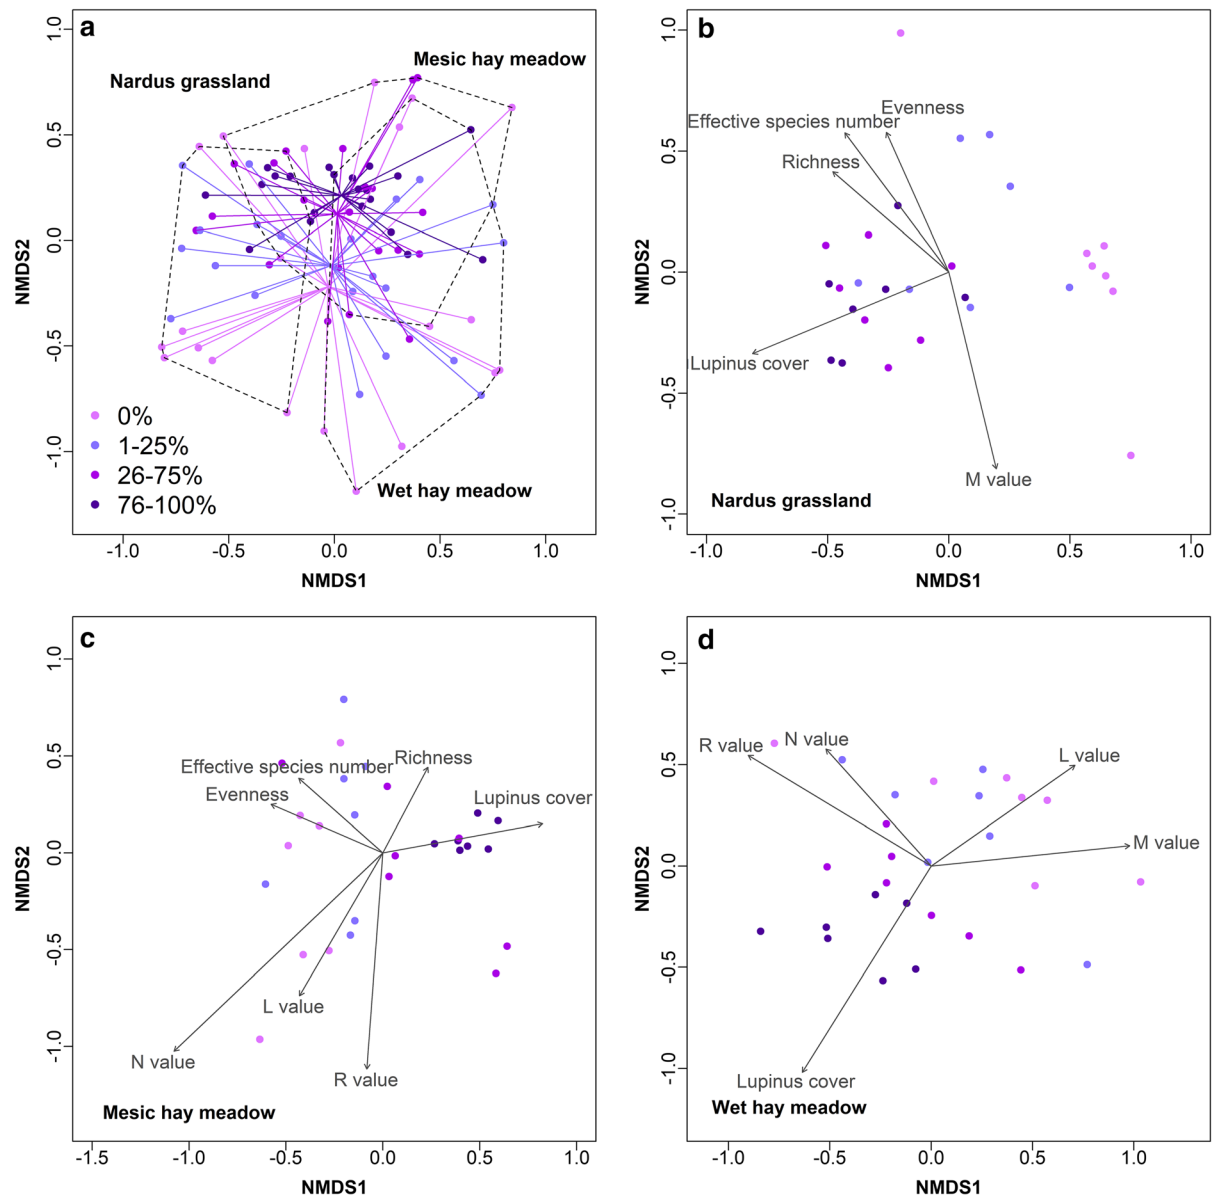 a
Mesic hay meadow
Nardus grassland
Wet hay meadow
0%
1-25%
26-75%
76-100%
1.0
0.5
0.0
-0.5
-1.0
NMDS2
-1.0 -0.5 0.0 0.5 1.0
NMDS1
b
Evenness
Effective species number
Richness
Lupinus cover
M value
Nardus grassland
1.0
0.5
0.0
-0.5
-1.0
NMDS2
-1.0 -0.5 0.0 0.5 1.0
NMDS1
c
Richness
Effective species number
Evenness
Lupinus cover
L value
N value
R value
Mesic hay meadow
1.0
0.5
0.0
-0.5
-1.0
NMDS2
-1.5 -1.0 -0.5 0.0 0.5 1.0
NMDS1
d
R value
N value
L value
M value
Lupinus cover
Wet hay meadow
1.0
0.5
0.0
-0.5
-1.0
NMDS2
-1.0 -0.5 0.0 0.5 1.0
NMDS1